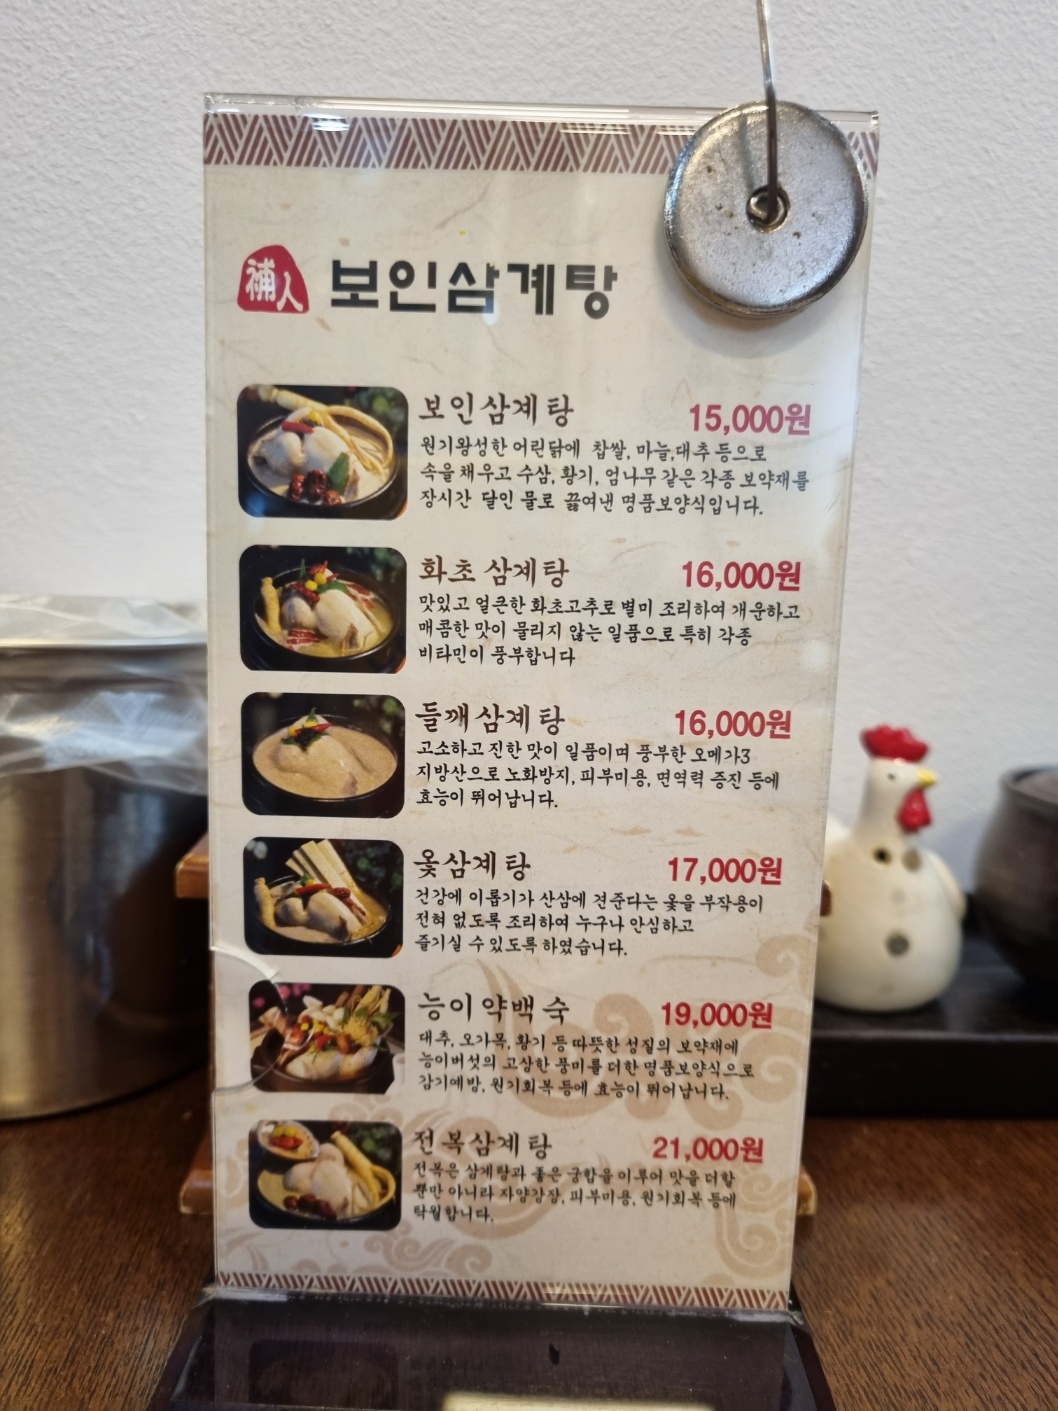 補人 보인삼계탕
보인삼계탕 15,000원
원기왕성한 어린닭에 찹쌀, 마늘,대추 등으로
속을 채우고 수삼, 황기, 엄나무 같은 각종 보약재를
장시간 달인 물로 끓여낸 명품보양식입니다.
화초 삼계탕 16,000원
맛있고 얼큰한 화초고추로 별미 조리하여 개운하고
매콤한 맛이 물리지 않는 일품으로 특히 각종
비타민이 풍부합니다
들깨삼계탕 16,000원
고소하고 진한 맛이 일품이며 풍부한 오메가3
지방산으로 노화방지, 피부미용, 면역력 증진 등에
효능이 뛰어납니다.
옻삼계탕 17,000원
건강에 이롭기가 산삼에 견준다는 옻을 부작용이
전혀 없도록 조리하여 누구나 안심하고
즐기실 수 있도록 하였습니다.
능이약백숙 19,000원
대추, 오가목, 황기 등 따뜻한 성질의 보약재에
능이버섯의 고상한 풍미를 더한 명품보양식으로
감기예방, 원기회복 등에 효능이 뛰어납니다.
전복삼계탕 21,000원
전복은 삼계탕과 좋은 궁합을 이루어 맛을 더할
뿐만 아니라 자양강장, 피부미용, 원기회복 등에
탁월합니다.